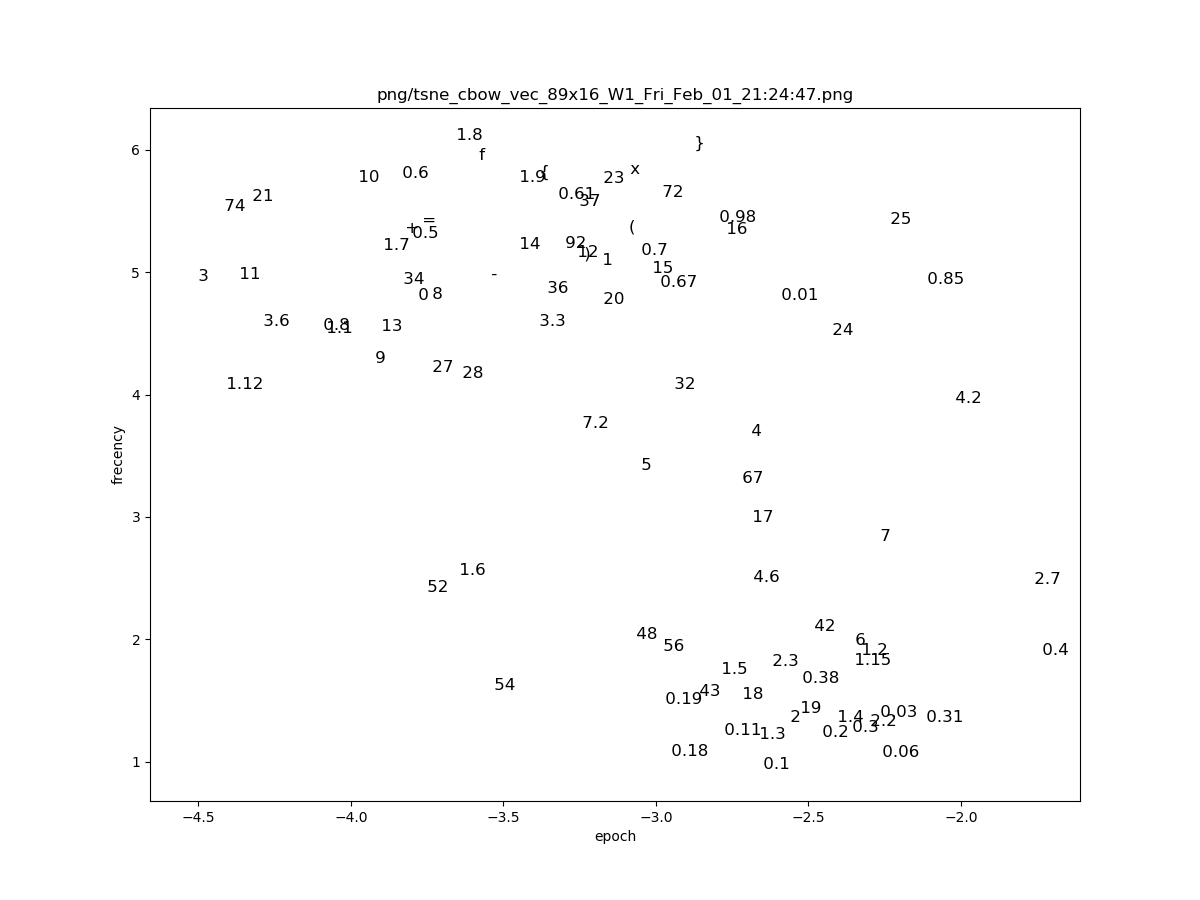 png/tsne_cbow_vec_89x16_W1_Fri_Feb_01_21:24:47.png
1.8
}
f
6
10 0.6 1.9 { 23 x
21 0.61 37 72
74
0.98 25
+ = 0.5 ( 16
1.7 14 92 12 ) 1 0.7
3 11 34 - 15 0.67 0.85
5
0 8 36 20 0.01
3.6 0.8 1.1 13 3.3 24
9 27 28
1.12 32 4.2
4
7.2 4
frecency
5 67
17 7
3
1.6 52 4.6 2.7
48 56 42 6 1.2 1.15 0.4
2
1.5 2.3 0.38
54 0.19 43 18
19 2 1.4 0.03 2.2 0.31
0.11 1.3 0.2 0.3
0.18 0.1 0.06
1
−4.5 −4.0 −3.5 −3.0 −2.5 −2.0
epoch